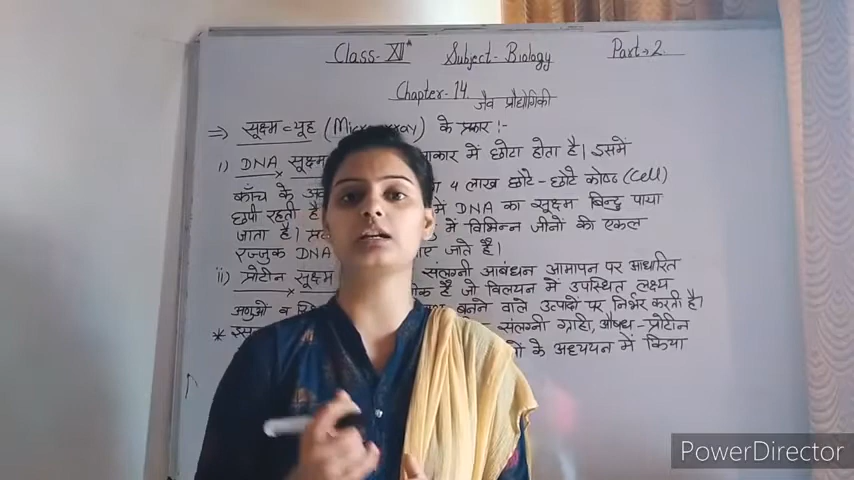 Class- XII Subject- Biology Part→2
Chapter-14
जैव प्रौद्योगिकी
⇒ सूक्ष्म व्यूह (Microarray) के प्रकार :-
i) DNA सूक्ष्म आकार में छोटा होता है। इसमें
काँच के 4 लाख छोटे-छोटे कोष्ठ (Cell)
छपी रहती है में DNA का सूक्ष्म बिन्दु पाया
जाता है। में विभिन्न जीनों की एकल
रज्जुक DNA जाते हैं।
ii) प्रोटीन सूक्ष्म संलग्नी आबंधन आमापन पर आधारित
है जो विलयन में उपस्थित लक्ष्य
अणुओं व बनने वाले उत्पादों पर निर्भर करती है।
* संलग्नी ग्राही, औषध-प्रोटीन
के अध्ययन में किया
PowerDirector